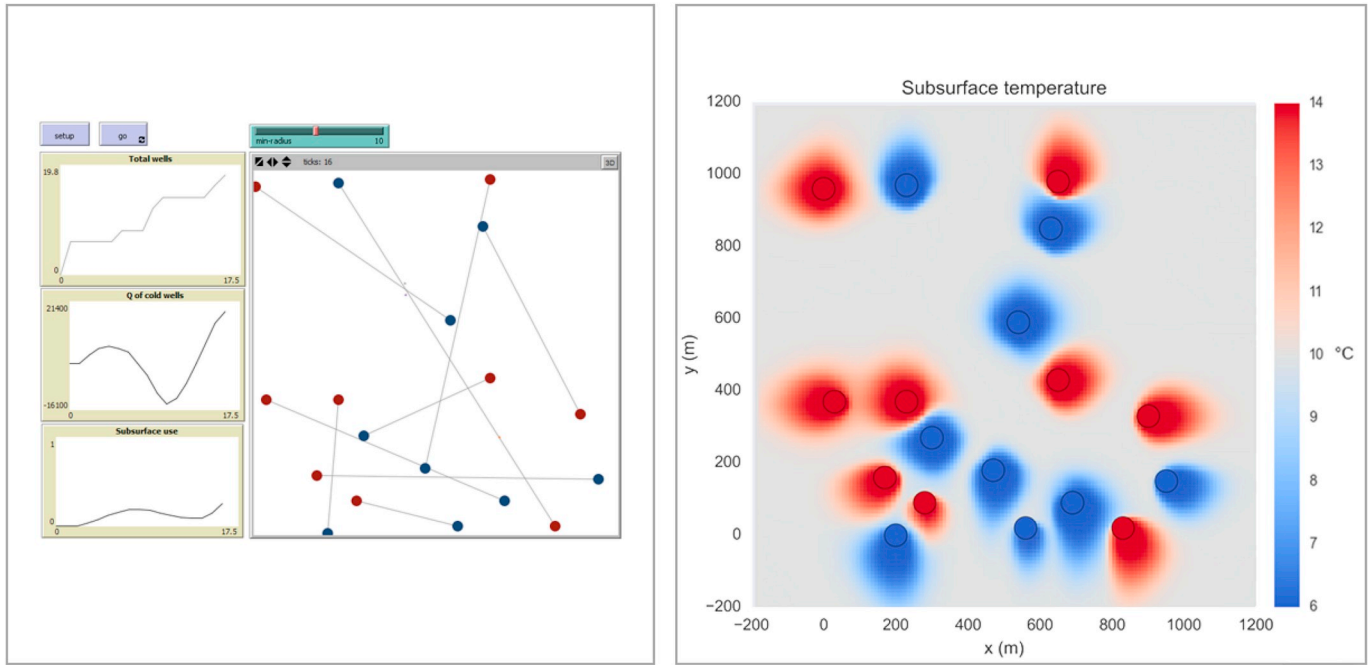 setup
go
min-radius 10
Total wells
19.8
0
0 17.5
Q of cold wells
21400
-16100
0 17.5
Subsurface use
1
0
0 17.5
ticks: 16
3D
Subsurface temperature
y (m)
1200
1000
800
600
400
200
0
−200
−200 0 200 400 600 800 1000 1200
x (m)
14
13
12
11
10 °C
9
8
7
6